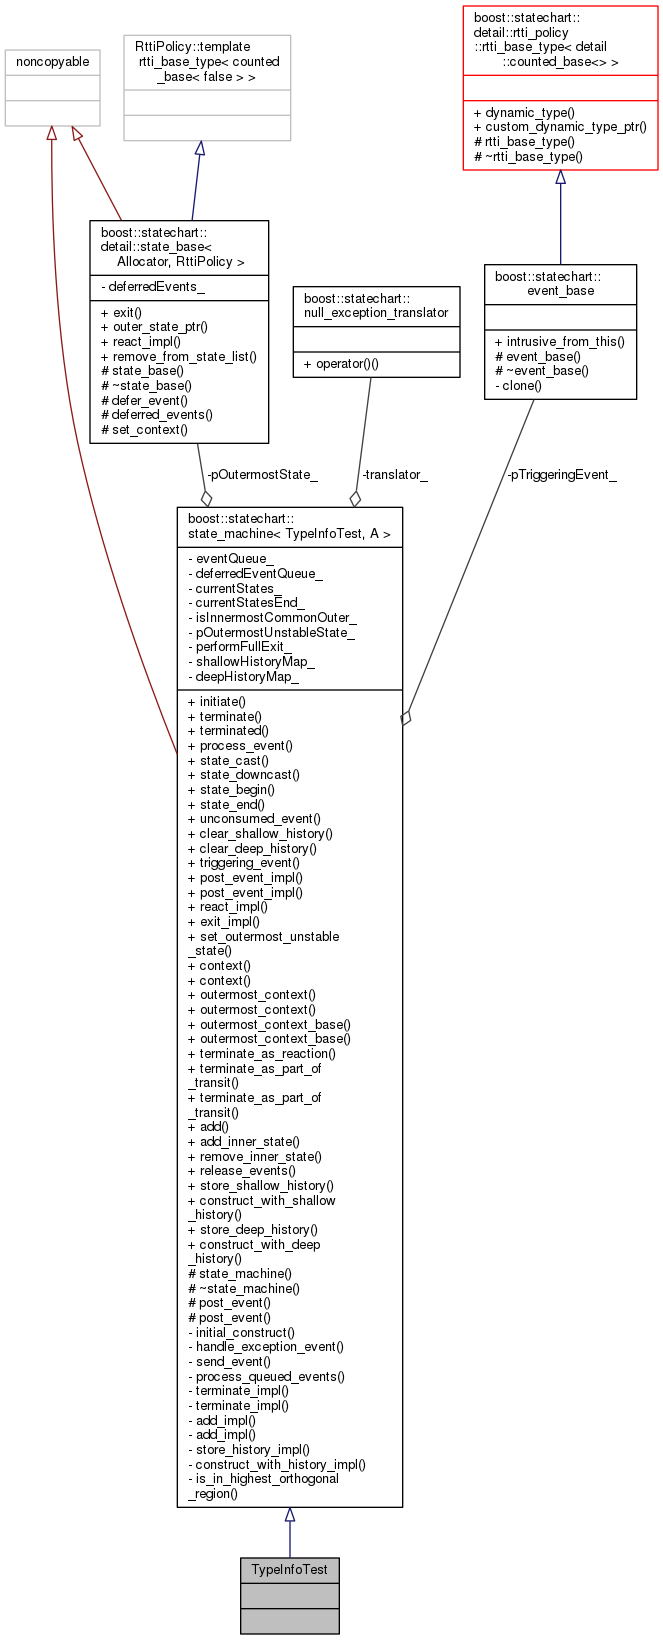 noncopyable
RttiPolicy::template
rtti_base_type< counted
_base< false > >
boost::statechart::
detail::rtti_policy
::rtti_base_type< detail
::counted_base<> >
+ dynamic_type()
+ custom_dynamic_type_ptr()
# rtti_base_type()
# ~rtti_base_type()
boost::statechart::
detail::state_base<
Allocator, RttiPolicy >
- deferredEvents_
+ exit()
+ outer_state_ptr()
+ react_impl()
+ remove_from_state_list()
# state_base()
# ~state_base()
# defer_event()
# deferred_events()
# set_context()
boost::statechart::
null_exception_translator
+ operator()()
boost::statechart::
event_base
+ intrusive_from_this()
# event_base()
# ~event_base()
- clone()
-pOutermostState_
-translator_
-pTriggeringEvent_
boost::statechart::
state_machine< TypeInfoTest, A >
- eventQueue_
- deferredEventQueue_
- currentStates_
- currentStatesEnd_
- isInnermostCommonOuter_
- pOutermostUnstableState_
- performFullExit_
- shallowHistoryMap_
- deepHistoryMap_
+ initiate()
+ terminate()
+ terminated()
+ process_event()
+ state_cast()
+ state_downcast()
+ state_begin()
+ state_end()
+ unconsumed_event()
+ clear_shallow_history()
+ clear_deep_history()
+ triggering_event()
+ post_event_impl()
+ post_event_impl()
+ react_impl()
+ exit_impl()
+ set_outermost_unstable
_state()
+ context()
+ context()
+ outermost_context()
+ outermost_context()
+ outermost_context_base()
+ outermost_context_base()
+ terminate_as_reaction()
+ terminate_as_part_of
_transit()
+ terminate_as_part_of
_transit()
+ add()
+ add_inner_state()
+ remove_inner_state()
+ release_events()
+ store_shallow_history()
+ construct_with_shallow
_history()
+ store_deep_history()
+ construct_with_deep
_history()
# state_machine()
# ~state_machine()
# post_event()
# post_event()
- initial_construct()
- handle_exception_event()
- send_event()
- process_queued_events()
- terminate_impl()
- terminate_impl()
- add_impl()
- add_impl()
- store_history_impl()
- construct_with_history_impl()
- is_in_highest_orthogonal
_region()
TypeInfoTest